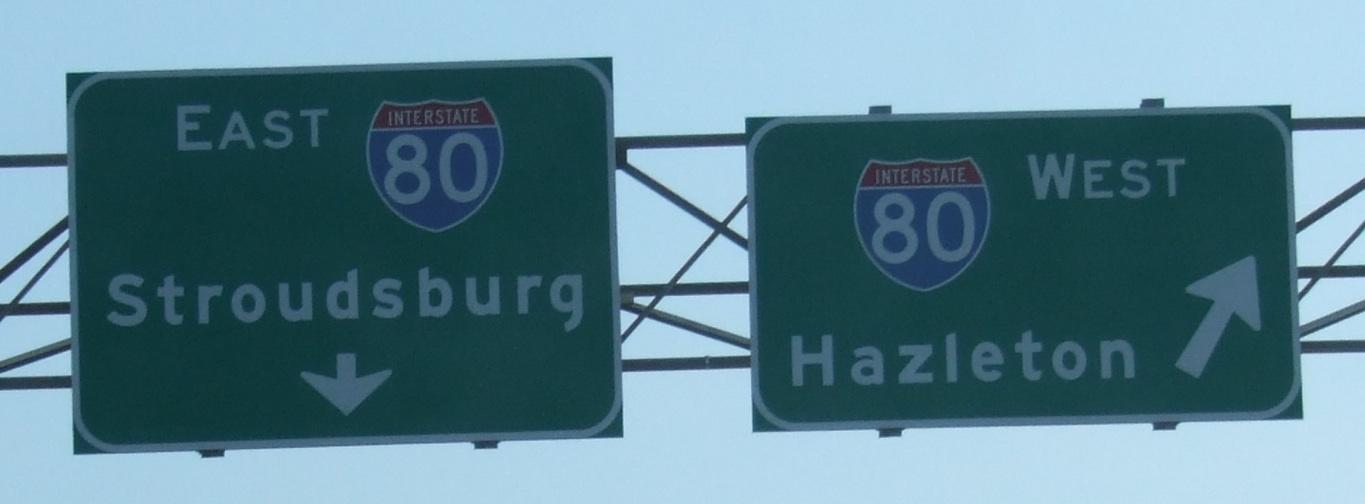 EAST
INTERSTATE
80
Stroudsburg
INTERSTATE
80
WEST
Hazleton